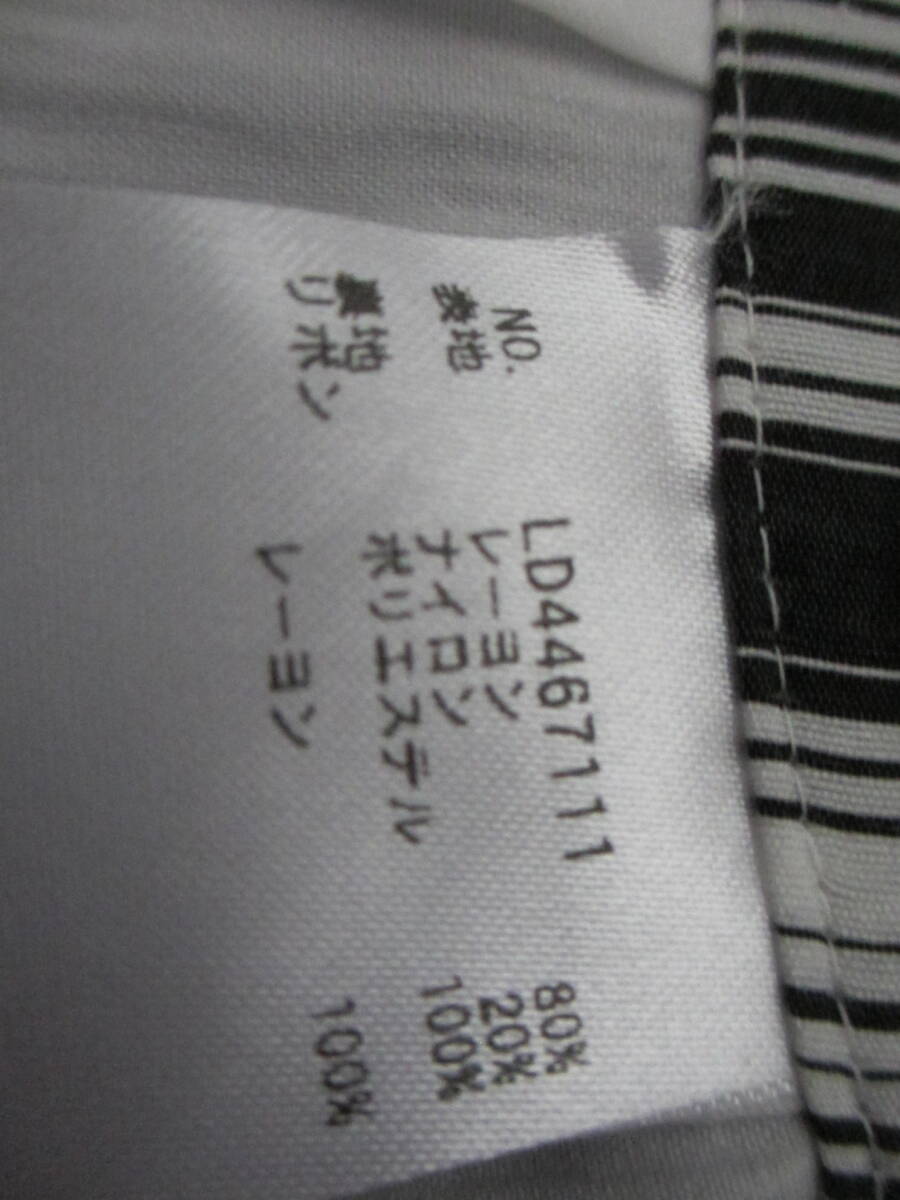 NO. LD4467111
表地 レーヨン 80%
ナイロン 20%
裏地 ポリエステル 100%
リボン
レーヨン 100%